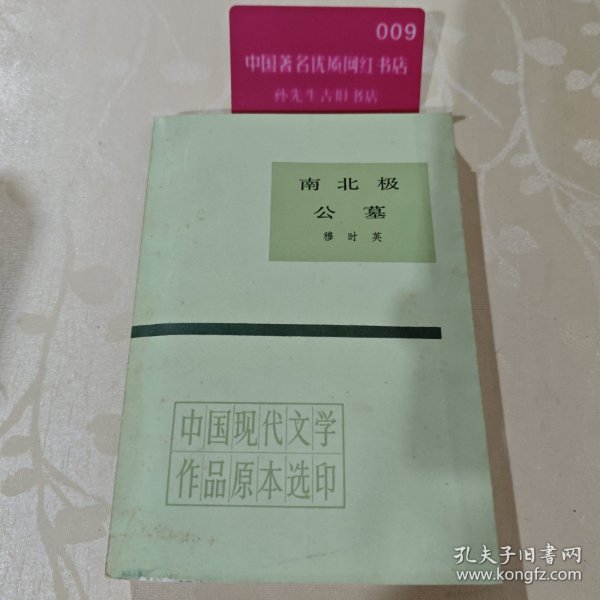 009
中国著名优质网红书店
孙先生古旧书店
南北极
公墓
穆时英
中国现代文学
作品原本选印
孔夫子旧书网
www.kongfz.com